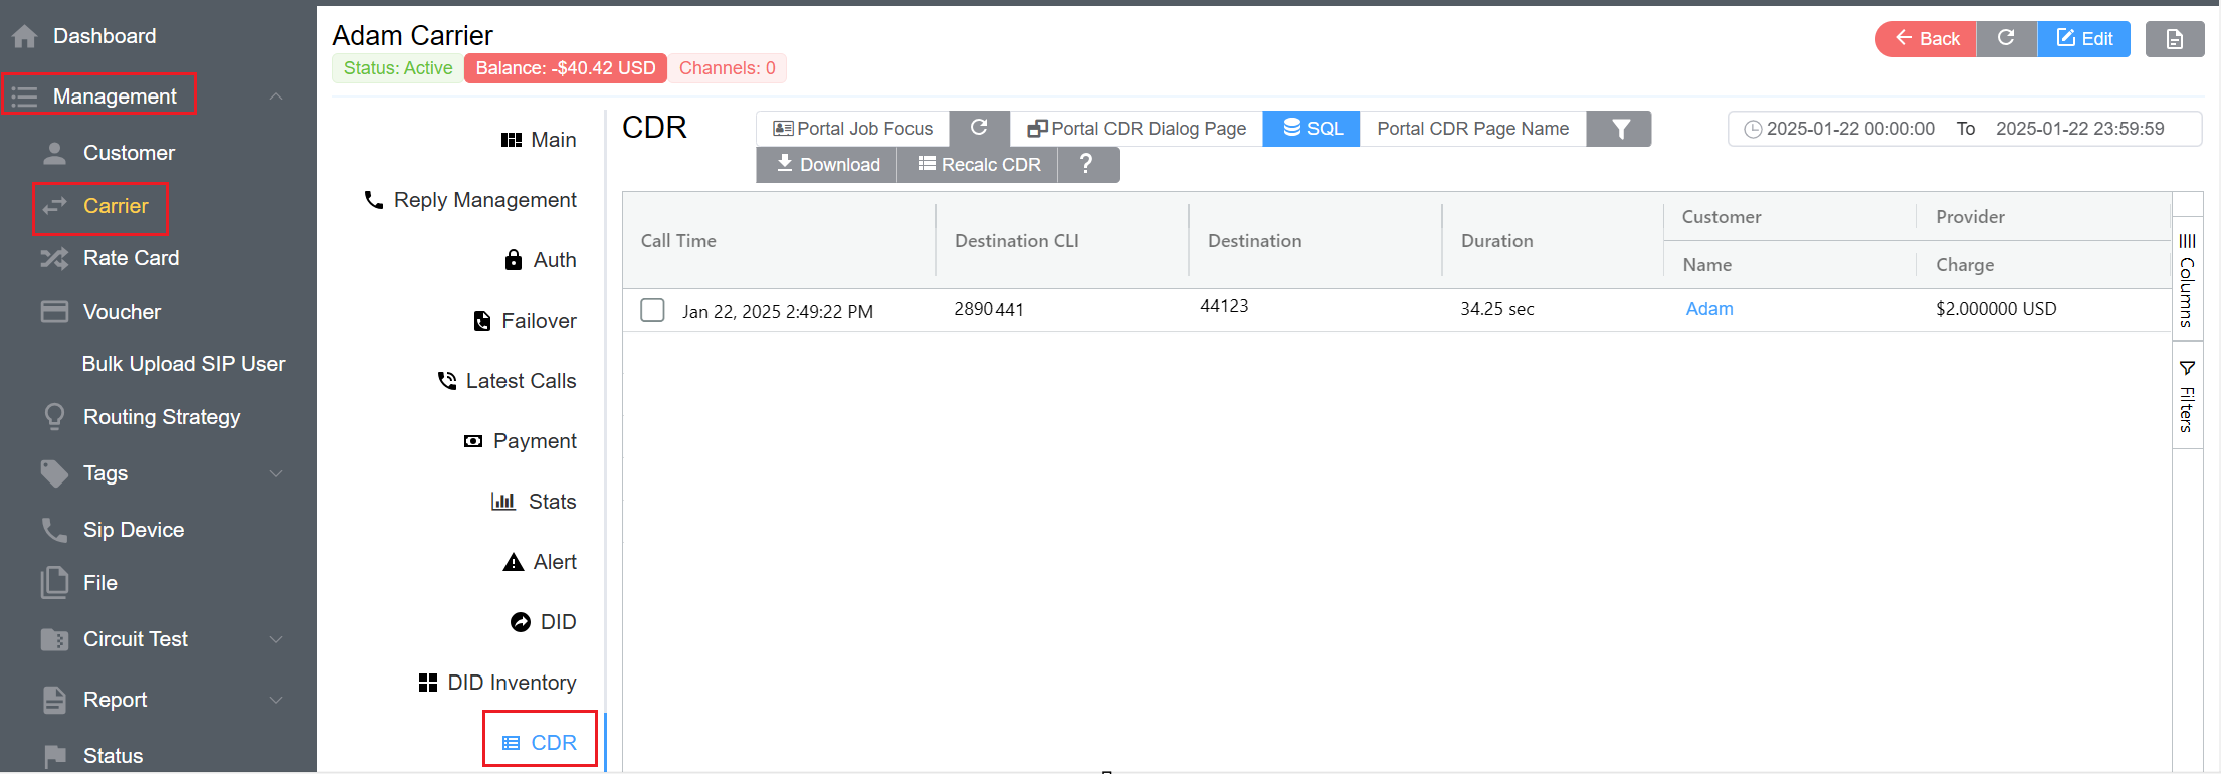 Dashboard
Management
Customer
Carrier
Rate Card
Voucher
Bulk Upload SIP User
Routing Strategy
Tags
Sip Device
File
Circuit Test
Report
Status
Adam Carrier
Status: Active Balance: -$40.42 USD Channels: 0
Back Edit
Main
Reply Management
Auth
Failover
Latest Calls
Payment
Stats
Alert
DID
DID Inventory
CDR
CDR
Portal Job Focus Portal CDR Dialog Page SQL Portal CDR Page Name
2025-01-22 00:00:00 To 2025-01-22 23:59:59
Download Recalc CDR ?
Call Time Destination CLI Destination Duration Customer Provider
Name Charge
Jan 22, 2025 2:49:22 PM 2890441 44123 34.25 sec Adam $2.000000 USD
Columns
Filters